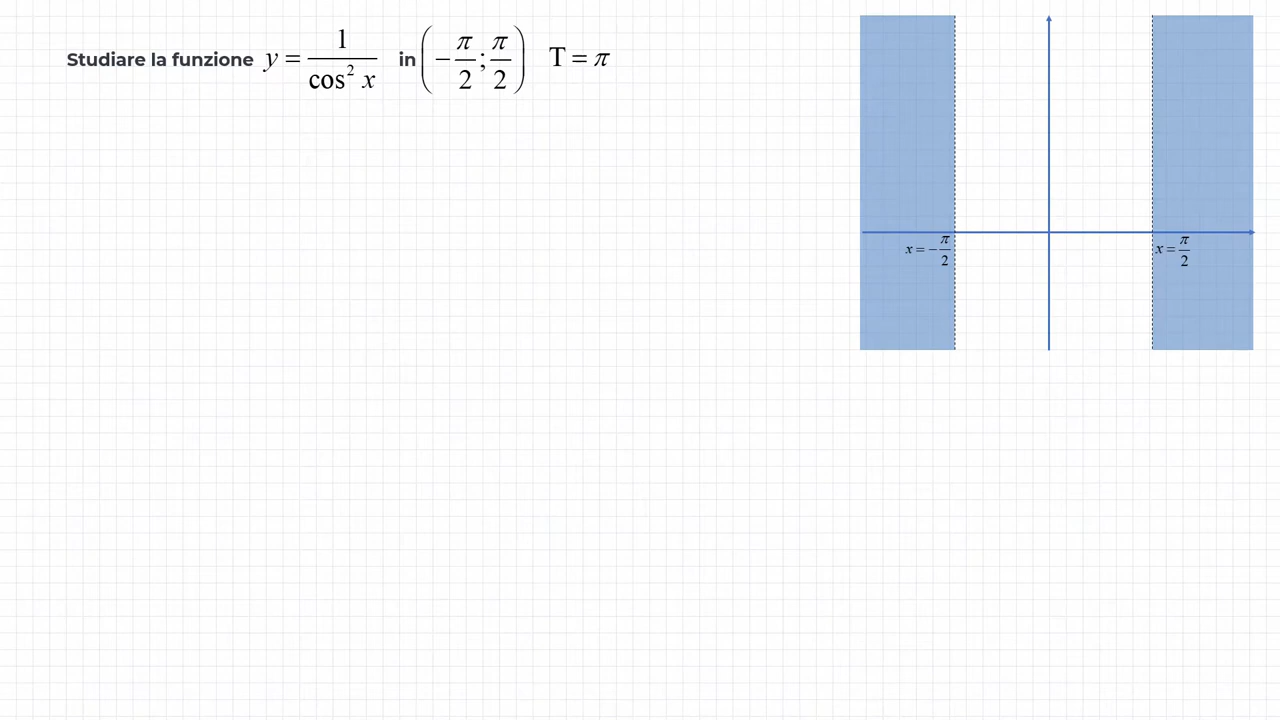 Studiare la funzione y = 1/cos² x in (−π/2 ; π/2) T = π
x = −π/2
x = π/2